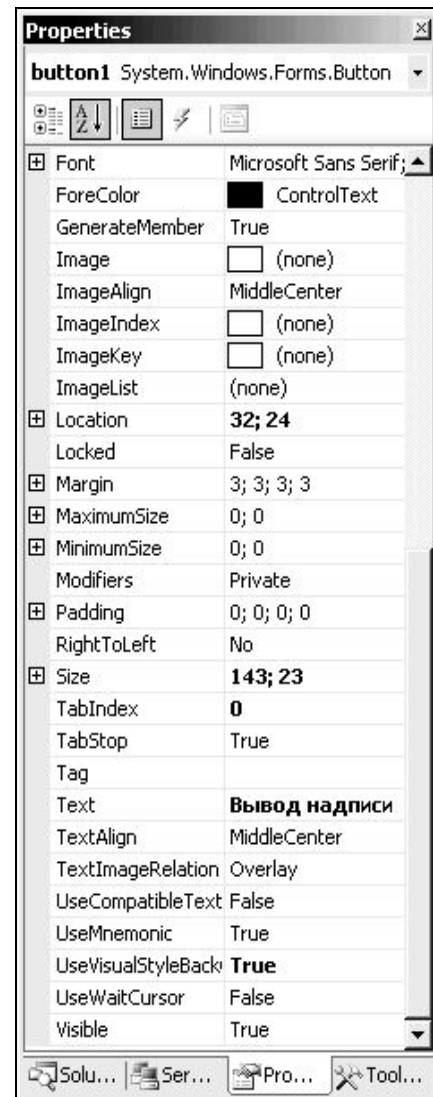 Properties
button1 System.Windows.Forms.Button
Font Microsoft Sans Serif;
ForeColor ControlText
GenerateMember True
Image (none)
ImageAlign MiddleCenter
ImageIndex (none)
ImageKey (none)
ImageList (none)
Location 32; 24
Locked False
Margin 3; 3; 3; 3
MaximumSize 0; 0
MinimumSize 0; 0
Modifiers Private
Padding 0; 0; 0; 0
RightToLeft No
Size 143; 23
TabIndex 0
TabStop True
Tag
Text Вывод надписи
TextAlign MiddleCenter
TextImageRelation Overlay
UseCompatibleText False
UseMnemonic True
UseVisualStyleBack True
UseWaitCursor False
Visible True
Solu... Ser... Pro... Tool...